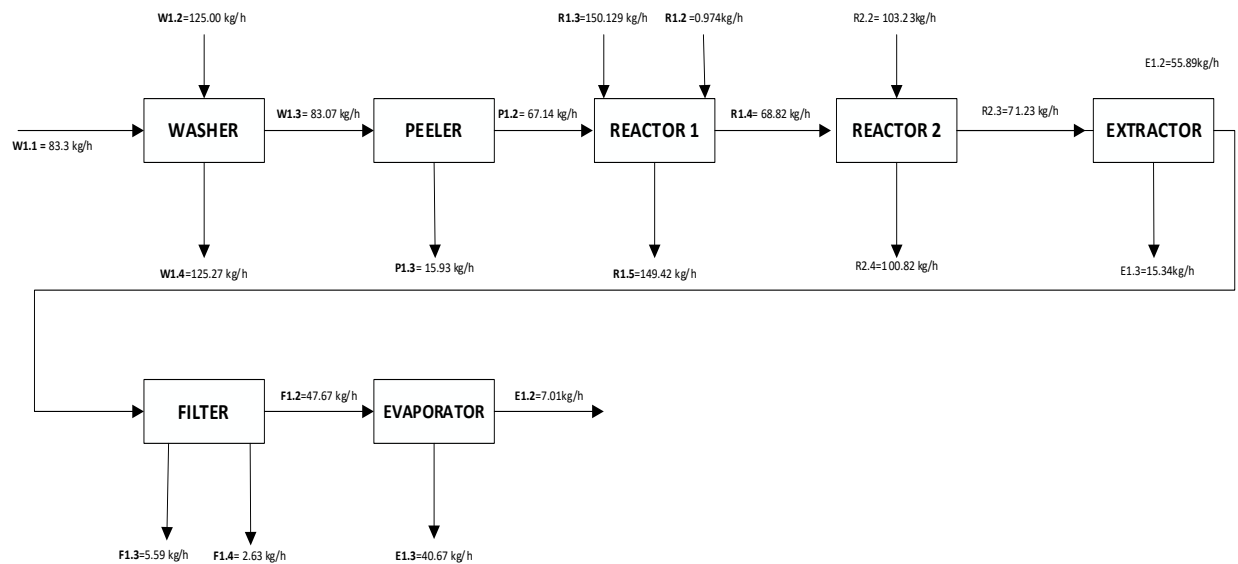 W1.2=125.00 kg/h
R1.3=150.129 kg/h
R1.2=0.974kg/h
R2.2= 103.23kg/h
E1.2=55.89kg/h
W1.1 = 83.3 kg/h
WASHER
W1.3= 83.07 kg/h
PEELER
P1.2= 67.14 kg/h
REACTOR 1
R1.4= 68.82 kg/h
REACTOR 2
R2.3=71.23 kg/h
EXTRACTOR
W1.4=125.27 kg/h
P1.3= 15.93 kg/h
R1.5=149.42 kg/h
R2.4=100.82 kg/h
E1.3=15.34kg/h
FILTER
F1.2=47.67 kg/h
EVAPORATOR
E1.2=7.01kg/h
F1.3=5.59 kg/h
F1.4= 2.63 kg/h
E1.3=40.67 kg/h